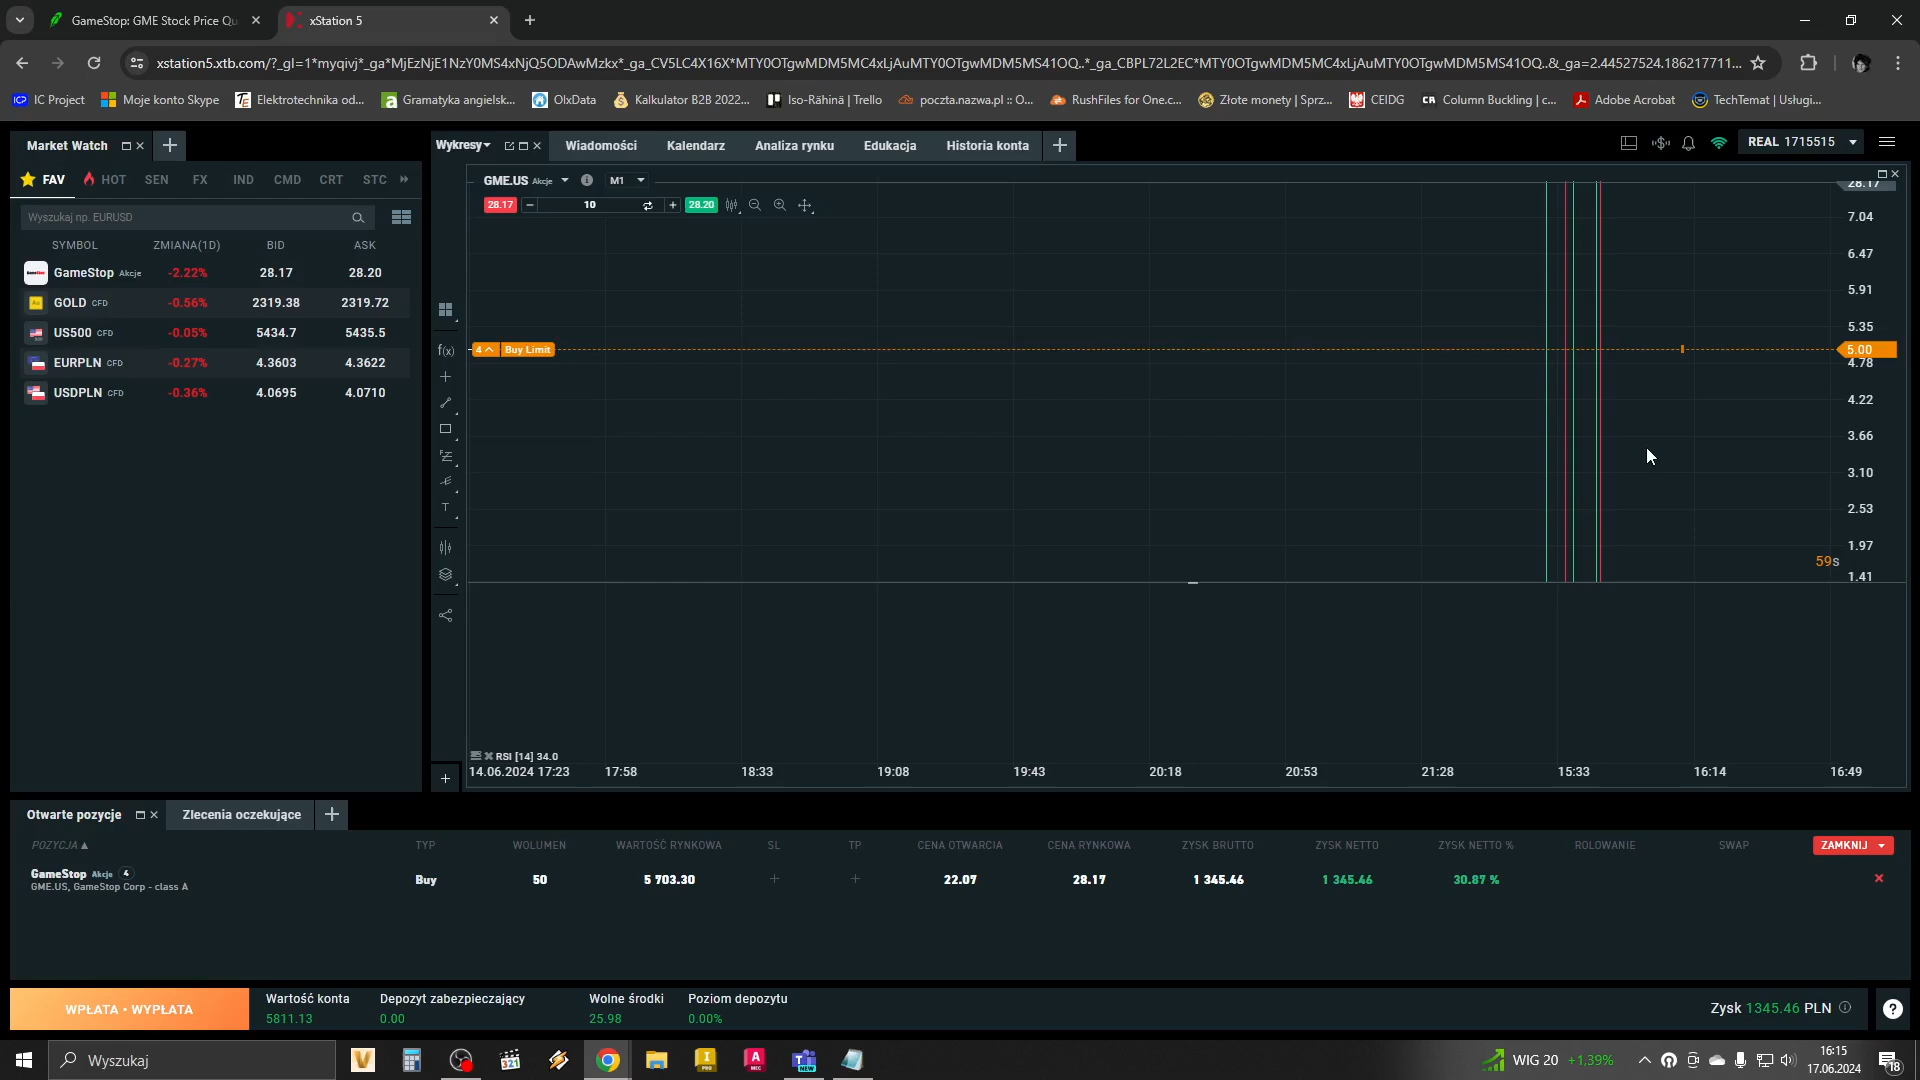 GameStop: GME Stock Price Qu
xStation 5
xstation5.xtb.com/?_gl=1*myqivj*_ga*MjEzNjE1NzY0MS4xNjQ5ODAwMzkx*_ga_CV5LC4X16X*MTY0OTgwMDM5MC4xLjAuMTY0OTgwMDM5MS41OQ..*_ga_CBPL72L2EC*MTY0OTgwMDM5MC4xLjAuMTY0OTgwMDM5MS41OQ..&_ga=2.44527524.186217711...
IC Project
Moje konto Skype
Elektrotechnika od...
Gramatyka angielsk...
OlxData
Kalkulator B2B 2022...
Iso-Rähinä | Trello
poczta.nazwa.pl :: O...
RushFiles for One.c...
Złote monety | Sprz...
CEIDG
Column Buckling | c...
Adobe Acrobat
TechTemat | Usługi...
Market Watch
Wykresy
Wiadomości
Kalendarz
Analiza rynku
Edukacja
Historia konta
REAL 1715515
FAV HOT SEN FX IND CMD CRT STC
Wyszukaj np. EURUSD
SYMBOL ZMIANA(1D) BID ASK
GameStop Akcje -2.22% 28.17 28.20
GOLD CFD -0.56% 2319.38 2319.72
US500 CFD -0.05% 5434.7 5435.5
EURPLN CFD -0.27% 4.3603 4.3622
USDPLN CFD -0.36% 4.0695 4.0710
GME.US Akcje M1
28.17 10 28.20
28.17
7.04
6.47
5.91
5.35
4 Buy Limit
5.00
4.78
4.22
3.66
3.10
2.53
1.97
59s
1.41
f(x)
T
RSI [14] 34.0
14.06.2024 17:23 17:58 18:33 19:08 19:43 20:18 20:53 21:28 15:33 16:14 16:49
Otwarte pozycje
Zlecenia oczekujące
POZYCJA TYP WOLUMEN WARTOŚĆ RYNKOWA SL TP CENA OTWARCIA CENA RYNKOWA ZYSK BRUTTO ZYSK NETTO ZYSK NETTO % ROLOWANIE SWAP ZAMKNIJ
GameStop Akcje 4
GME.US, GameStop Corp - class A
Buy 50 5 703.30 22.07 28.17 1 345.46 1 345.46 30.87 %
WPŁATA • WYPŁATA
Wartość konta Depozyt zabezpieczający Wolne środki Poziom depozytu
5811.13 0.00 25.98 0.00%
Zysk 1345.46 PLN
Wyszukaj
WIG 20 +1,39%
16:15
17.06.2024
18